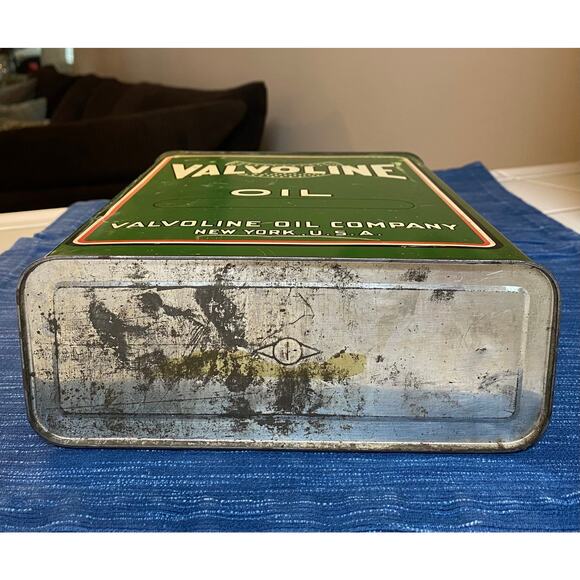 VALVOLINE
OIL
VALVOLINE OIL COMPANY
NEW YORK, U.S.A.